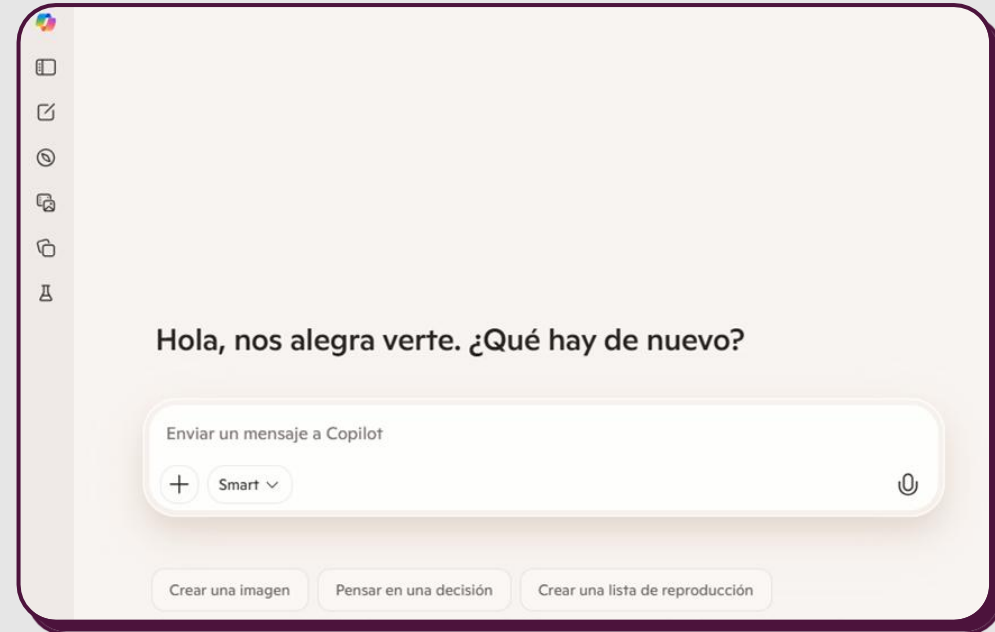 Hola, nos alegra verte. ¿Qué hay de nuevo?
Enviar un mensaje a Copilot
Smart
Crear una imagen
Pensar en una decisión
Crear una lista de reproducción